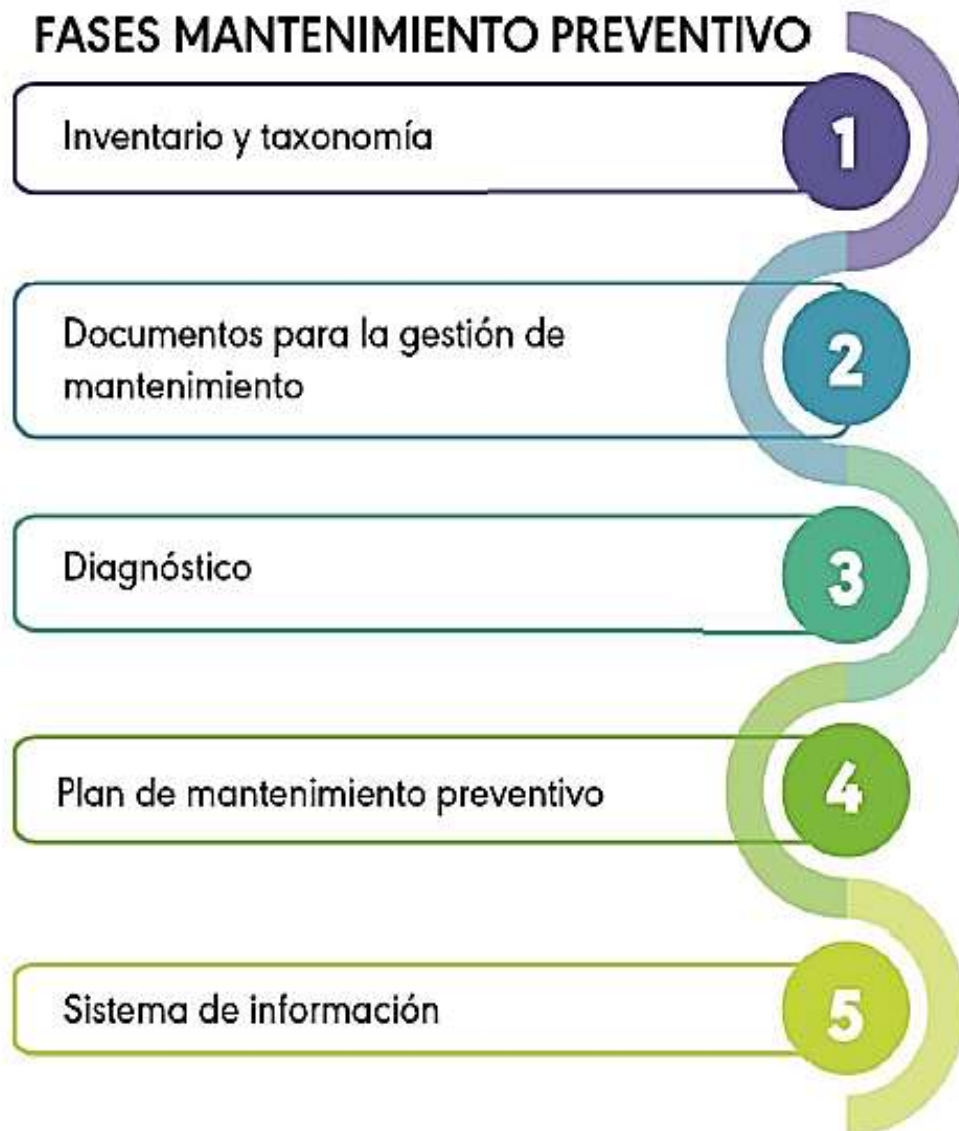 FASES MANTENIMIENTO PREVENTIVO
Inventario y taxonomía
1
Documentos para la gestión de
mantenimiento
2
Diagnóstico
3
Plan de mantenimiento preventivo
4
Sistema de información
5